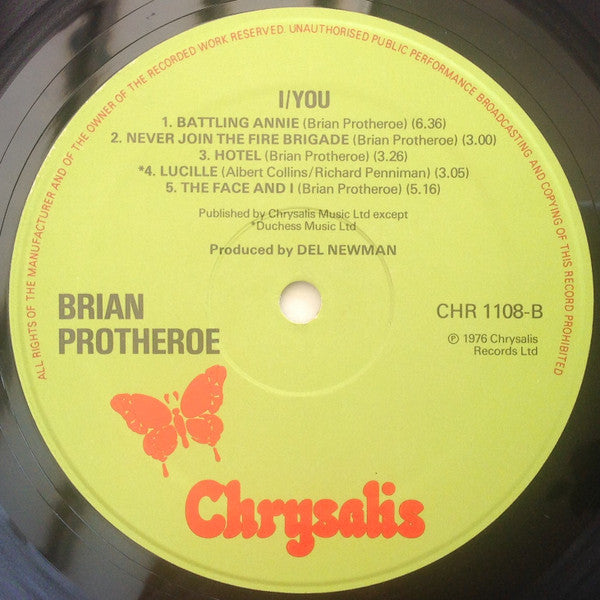 ALL RIGHTS OF THE MANUFACTURER AND OF THE OWNER OF THE RECORDED WORK RESERVED. UNAUTHORISED PUBLIC PERFORMANCE BROADCASTING AND COPYING OF THIS RECORD PROHIBITED
I/YOU
1. BATTLING ANNIE (Brian Protheroe) (6.36)
2. NEVER JOIN THE FIRE BRIGADE (Brian Protheroe) (3.00)
3. HOTEL (Brian Protheroe) (3.26)
*4. LUCILLE (Albert Collins/Richard Penniman) (3.05)
5. THE FACE AND I (Brian Protheroe) (5.16)
Published by Chrysalis Music Ltd except
*Duchess Music Ltd
Produced by DEL NEWMAN
BRIAN
PROTHEROE
CHR 1108-B
℗ 1976 Chrysalis
Records Ltd
Chrysalis